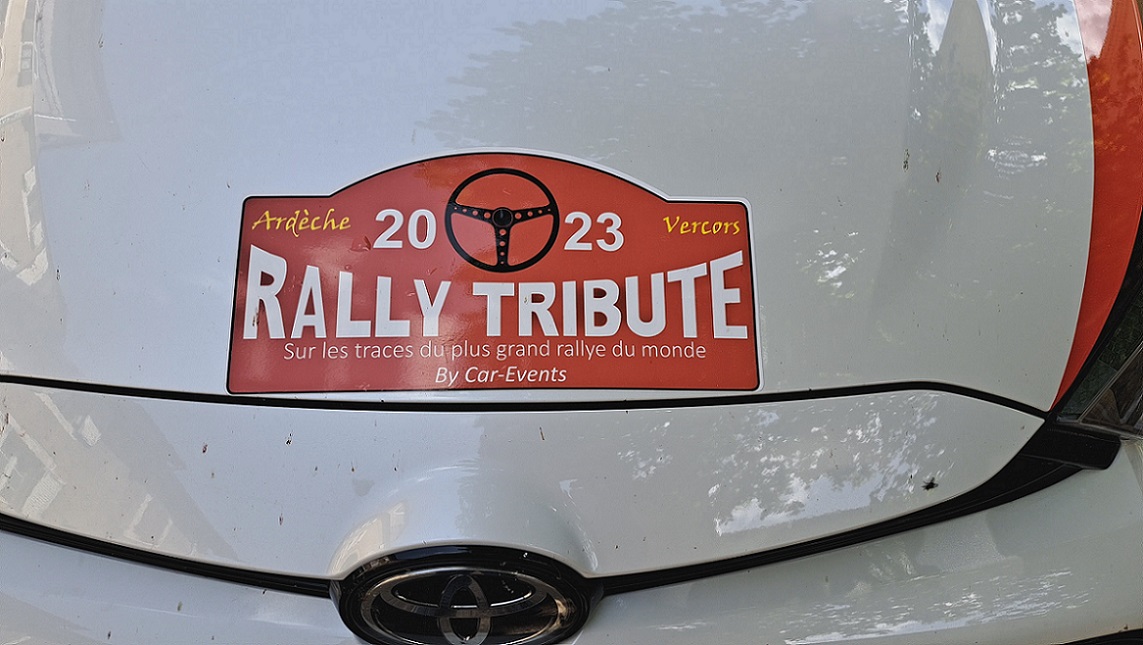 Ardèche 2023 Vercors
RALLY TRIBUTE
Sur les traces du plus grand rallye du monde
By Car-Events